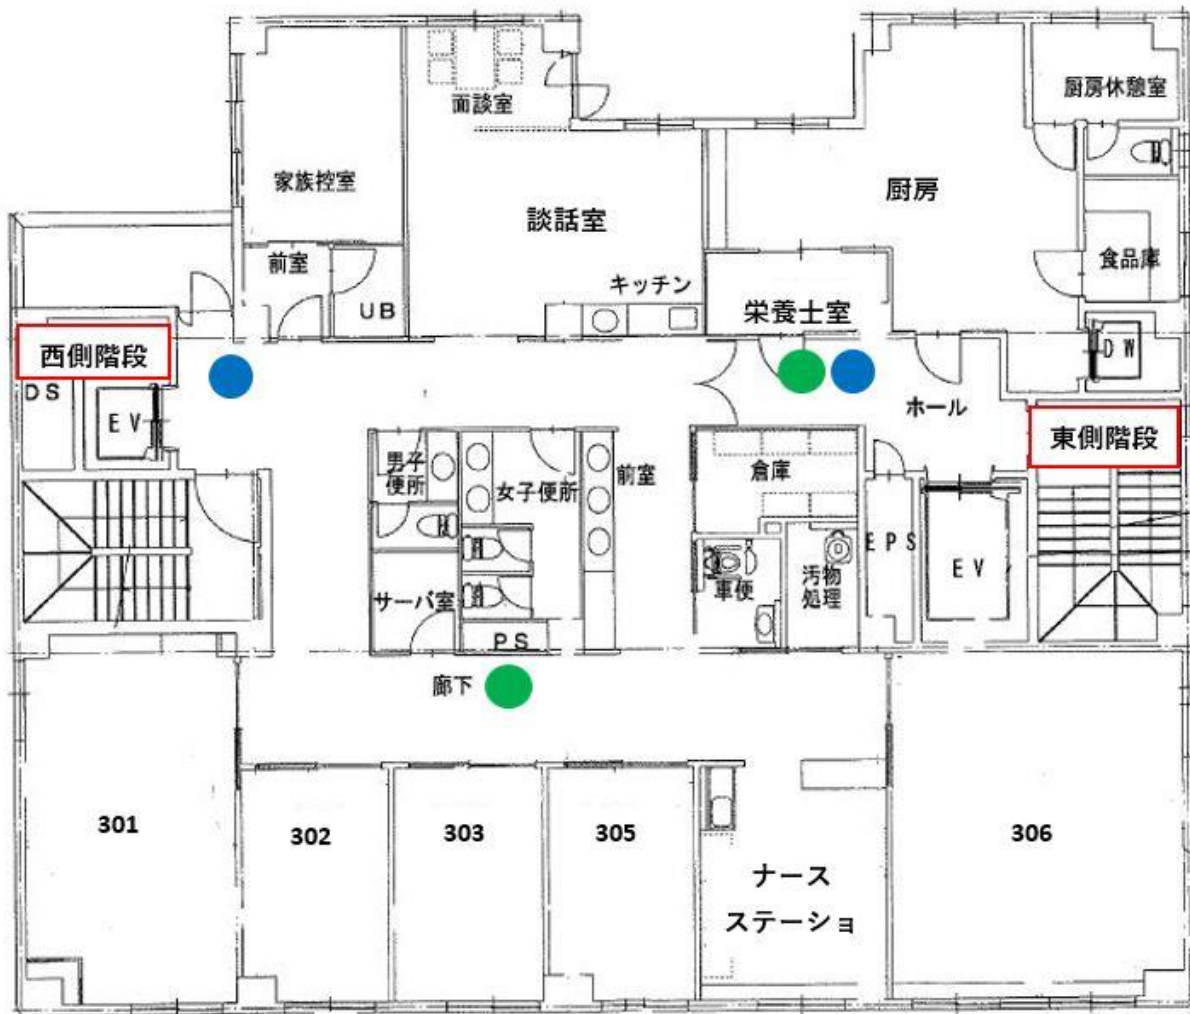 面談室
厨房休憩室
家族控室
談話室
厨房
前室
UB
キッチン
栄養士室
食品庫
西側階段
DS
EV
DW
ホール
東側階段
男子
便所
女子便所
前室
倉庫
サーバ室
車便
汚物
処理
EPS
EV
PS
廊下
301
302
303
305
306
ナース
ステーショ